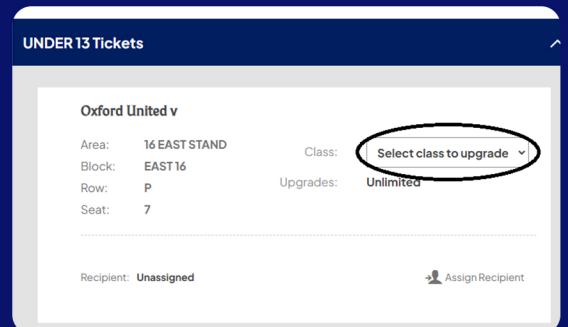 UNDER 13 Tickets
Oxford United v
Area: 16 EAST STAND
Block: EAST 16
Row: P
Seat: 7
Class: Select class to upgrade
Upgrades: Unlimited
Recipient: Unassigned
Assign Recipient